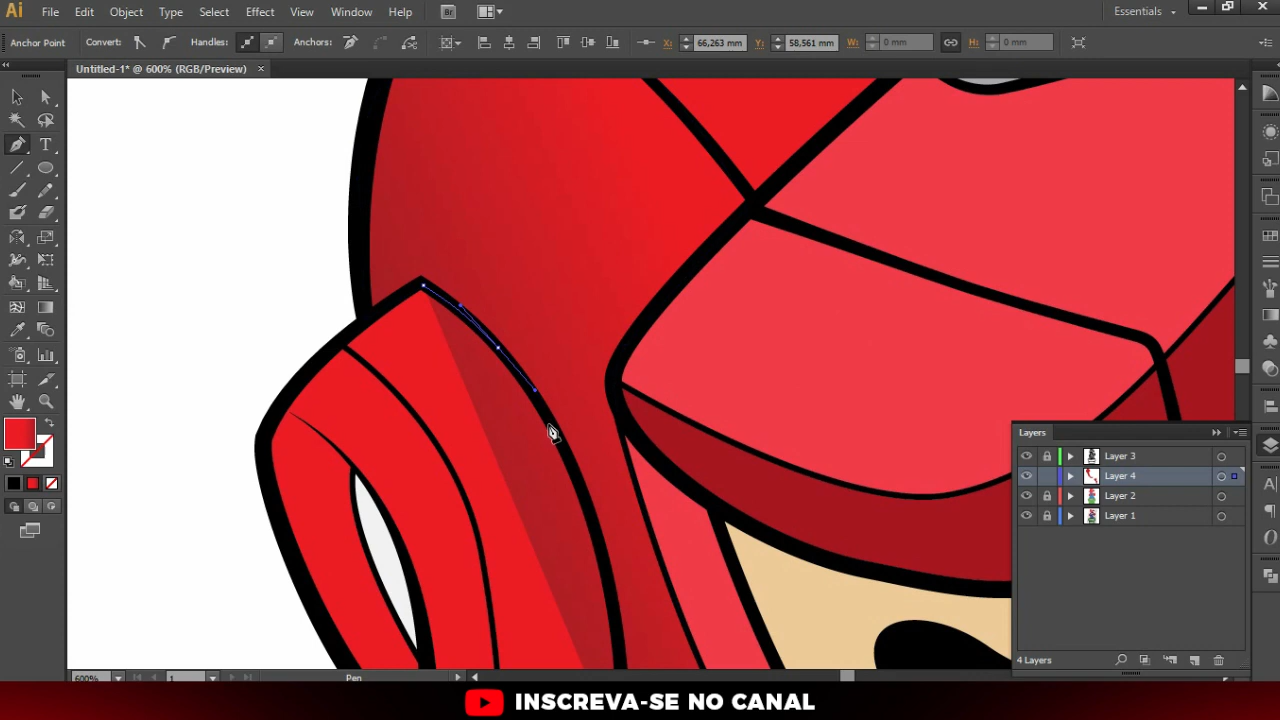 Ai File Edit Object Type Select Effect View Window Help Br Essentials
Anchor Point Convert: Handles: Anchors: X: 66,263 mm Y: 58,561 mm W: 0 mm H: 0 mm
Untitled-1* @ 600% (RGB/Preview) ×
Layers
Layer 3
Layer 4
Layer 2
Layer 1
4 Layers
600% 1 Pen
INSCREVA-SE NO CANAL